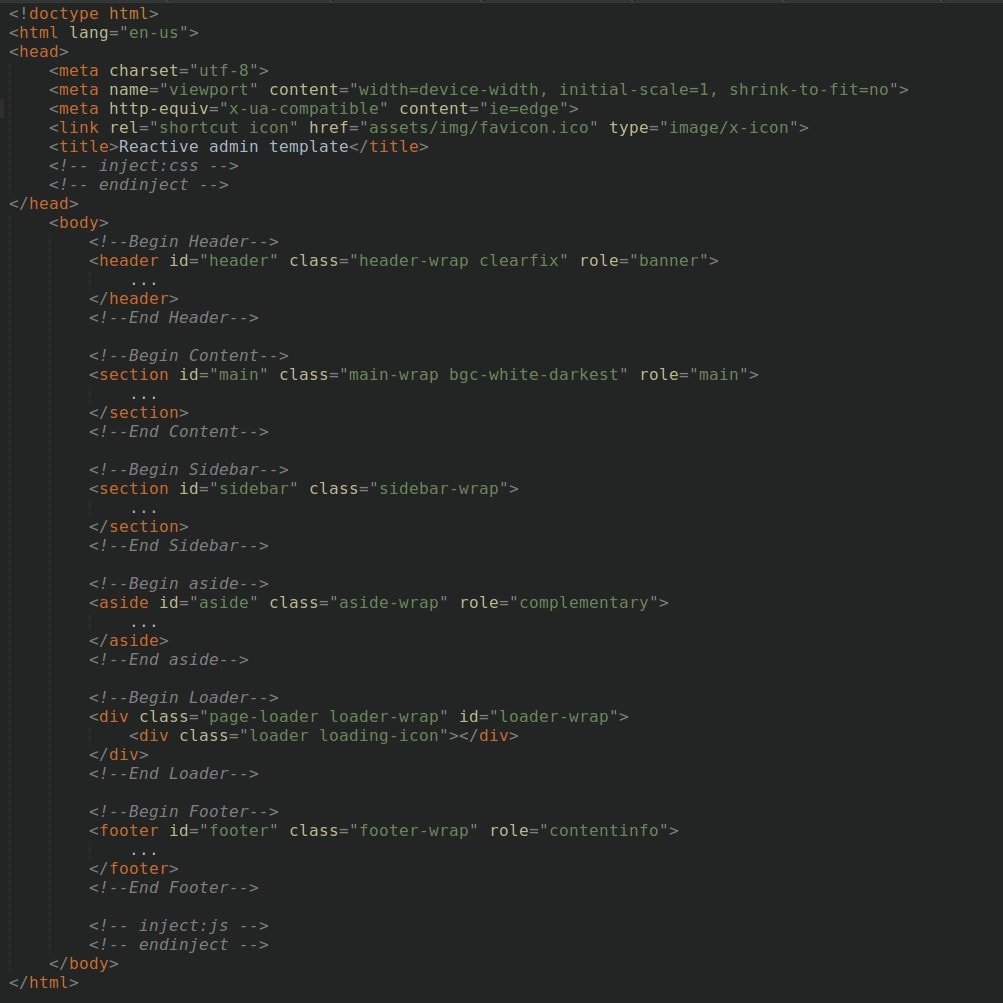 <!doctype html>
<html lang="en-us">
<head>
    <meta charset="utf-8">
    <meta name="viewport" content="width=device-width, initial-scale=1, shrink-to-fit=no">
    <meta http-equiv="x-ua-compatible" content="ie=edge">
    <link rel="shortcut icon" href="assets/img/favicon.ico" type="image/x-icon">
    <title>Reactive admin template</title>
    <!-- inject:css -->
    <!-- endinject -->
</head>
    <body>
        <!--Begin Header-->
        <header id="header" class="header-wrap clearfix" role="banner">
            ...
        </header>
        <!--End Header-->

        <!--Begin Content-->
        <section id="main" class="main-wrap bgc-white-darkest" role="main">
            ...
        </section>
        <!--End Content-->

        <!--Begin Sidebar-->
        <section id="sidebar" class="sidebar-wrap">
            ...
        </section>
        <!--End Sidebar-->

        <!--Begin aside-->
        <aside id="aside" class="aside-wrap" role="complementary">
            ...
        </aside>
        <!--End aside-->

        <!--Begin Loader-->
        <div class="page-loader loader-wrap" id="loader-wrap">
            <div class="loader loading-icon"></div>
        </div>
        <!--End Loader-->

        <!--Begin Footer-->
        <footer id="footer" class="footer-wrap" role="contentinfo">
            ...
        </footer>
        <!--End Footer-->

        <!-- inject:js -->
        <!-- endinject -->
    </body>
</html>